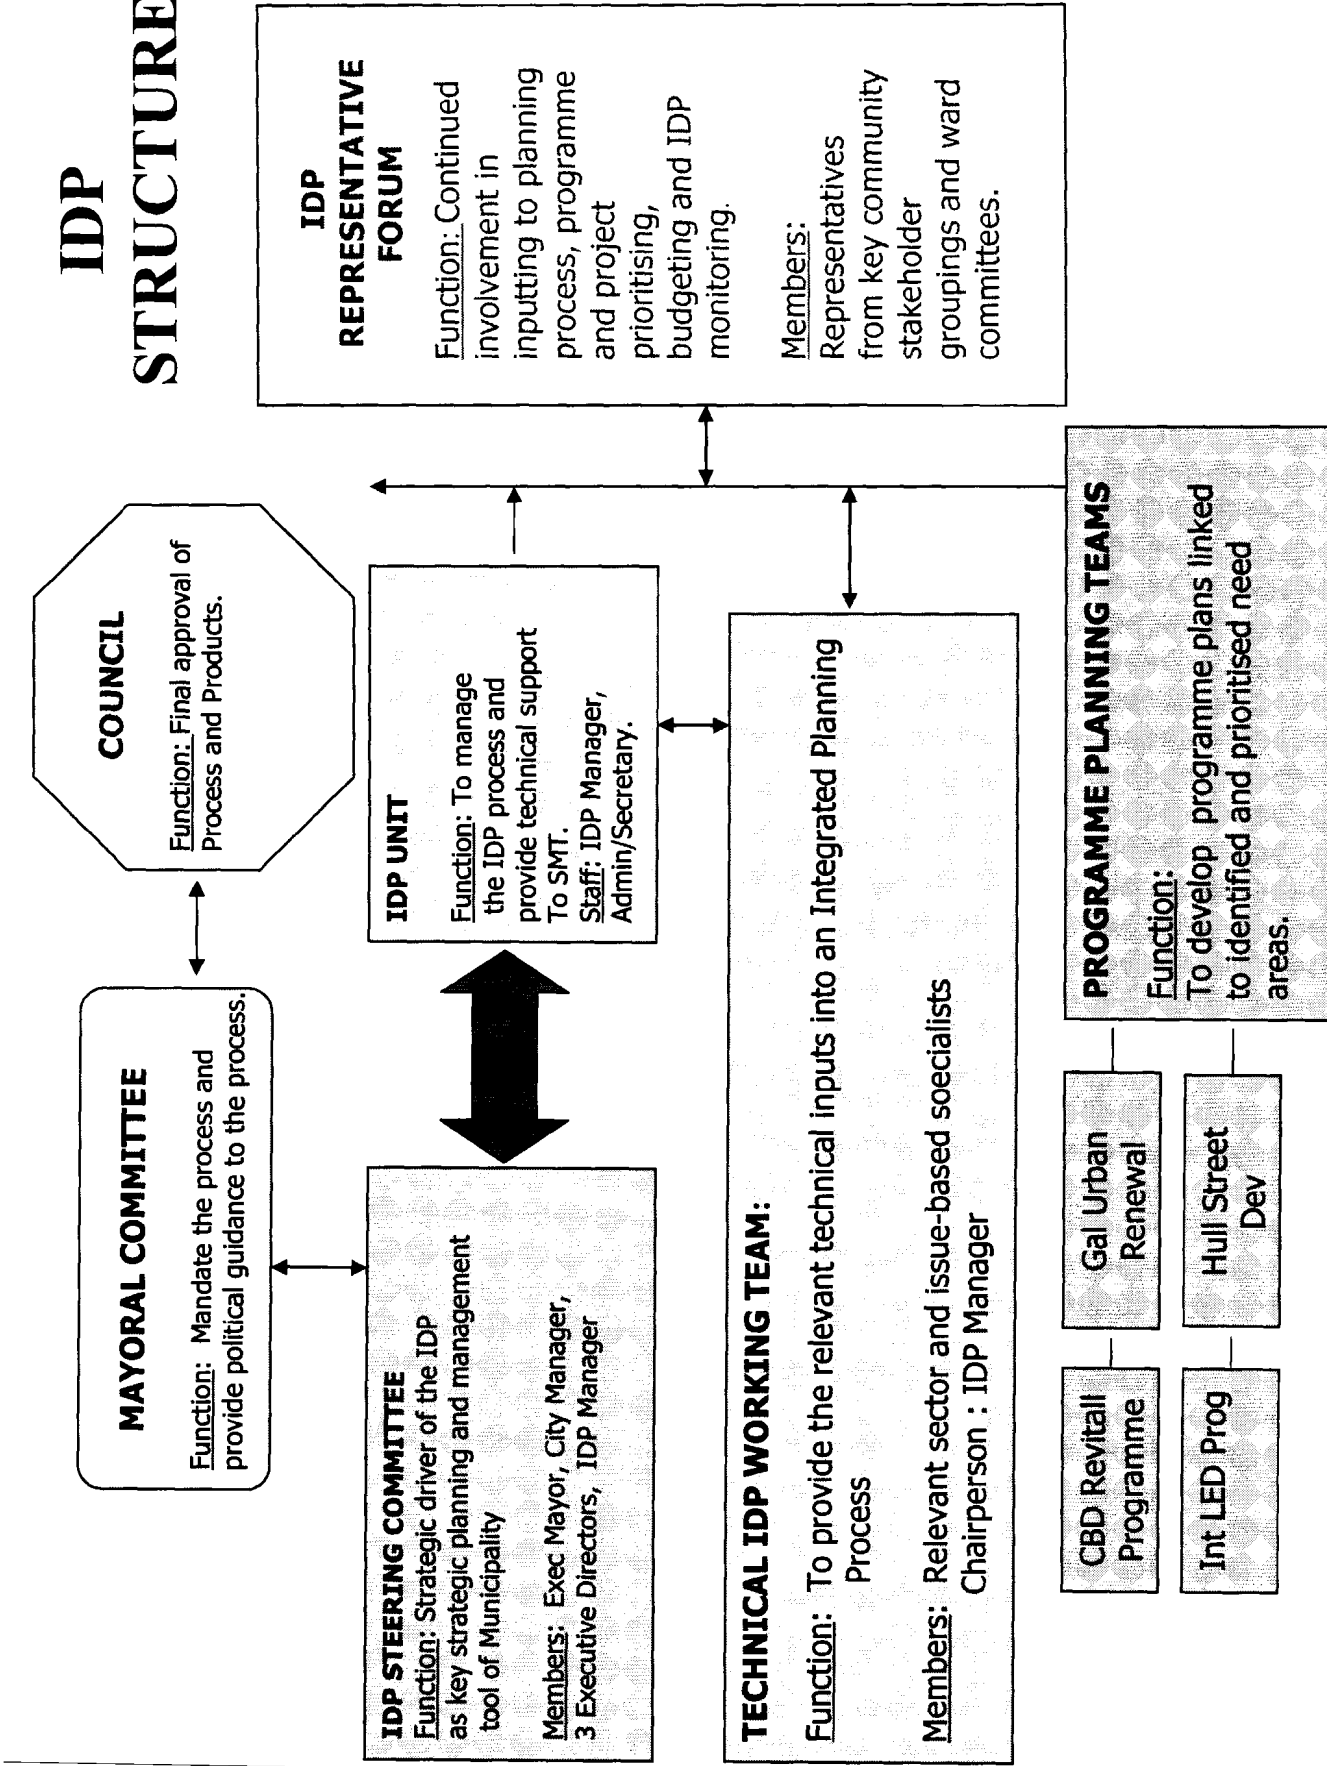 IDP
STRUCTURE
COUNCIL
Function: Final approval of
Process and Products.
MAYORAL COMMITTEE
Function: Mandate the process and
provide political guidance to the process.
IDP STEERING COMMITTEE
Function: Strategic driver of the IDP
as key strategic planning and management
tool of Municipality
Members: Exec Mayor, City Manager,
3 Executive Directors, IDP Manager
IDP UNIT
Function: To manage
the IDP process and
provide technical support
To SMT.
Staff: IDP Manager,
Admin/Secretary.
IDP
REPRESENTATIVE
FORUM
Function: Continued
involvement in
inputting to planning
process, programme
and project
prioritising,
budgeting and IDP
monitoring.
Members:
Representatives
from key community
stakeholder
groupings and ward
committees.
TECHNICAL IDP WORKING TEAM:
Function: To provide the relevant technical inputs into an Integrated Planning
Process
Members: Relevant sector and issue-based specialists
Chairperson : IDP Manager
PROGRAMME PLANNING TEAMS
Function:
To develop programme plans linked
to identified and prioritised need
areas.
CBD Revitall
Programme
Gal Urban
Renewal
Int LED Prog
Hull Street
Dev